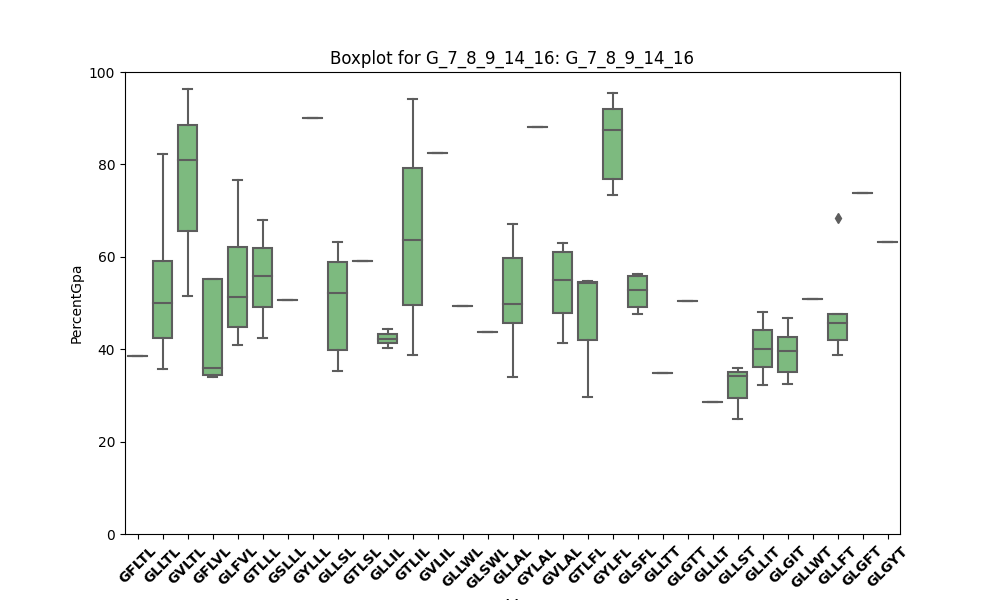 Boxplot for G_7_8_9_14_16: G_7_8_9_14_16
PercentGpa
100
80
60
40
20
0
GFLTL
GLLTL
GVLTL
GFLVL
GLFVL
GTLLL
GSLLL
GYLLL
GLLSL
GTLSL
GLLIL
GTLIL
GVLIL
GLLWL
GLSWL
GLLAL
GYLAL
GVLAL
GTLFL
GYLFL
GLSFL
GLLTT
GLGTT
GLLLT
GLLST
GLLIT
GLGIT
GLLWT
GLLFT
GLGFT
GLGYT